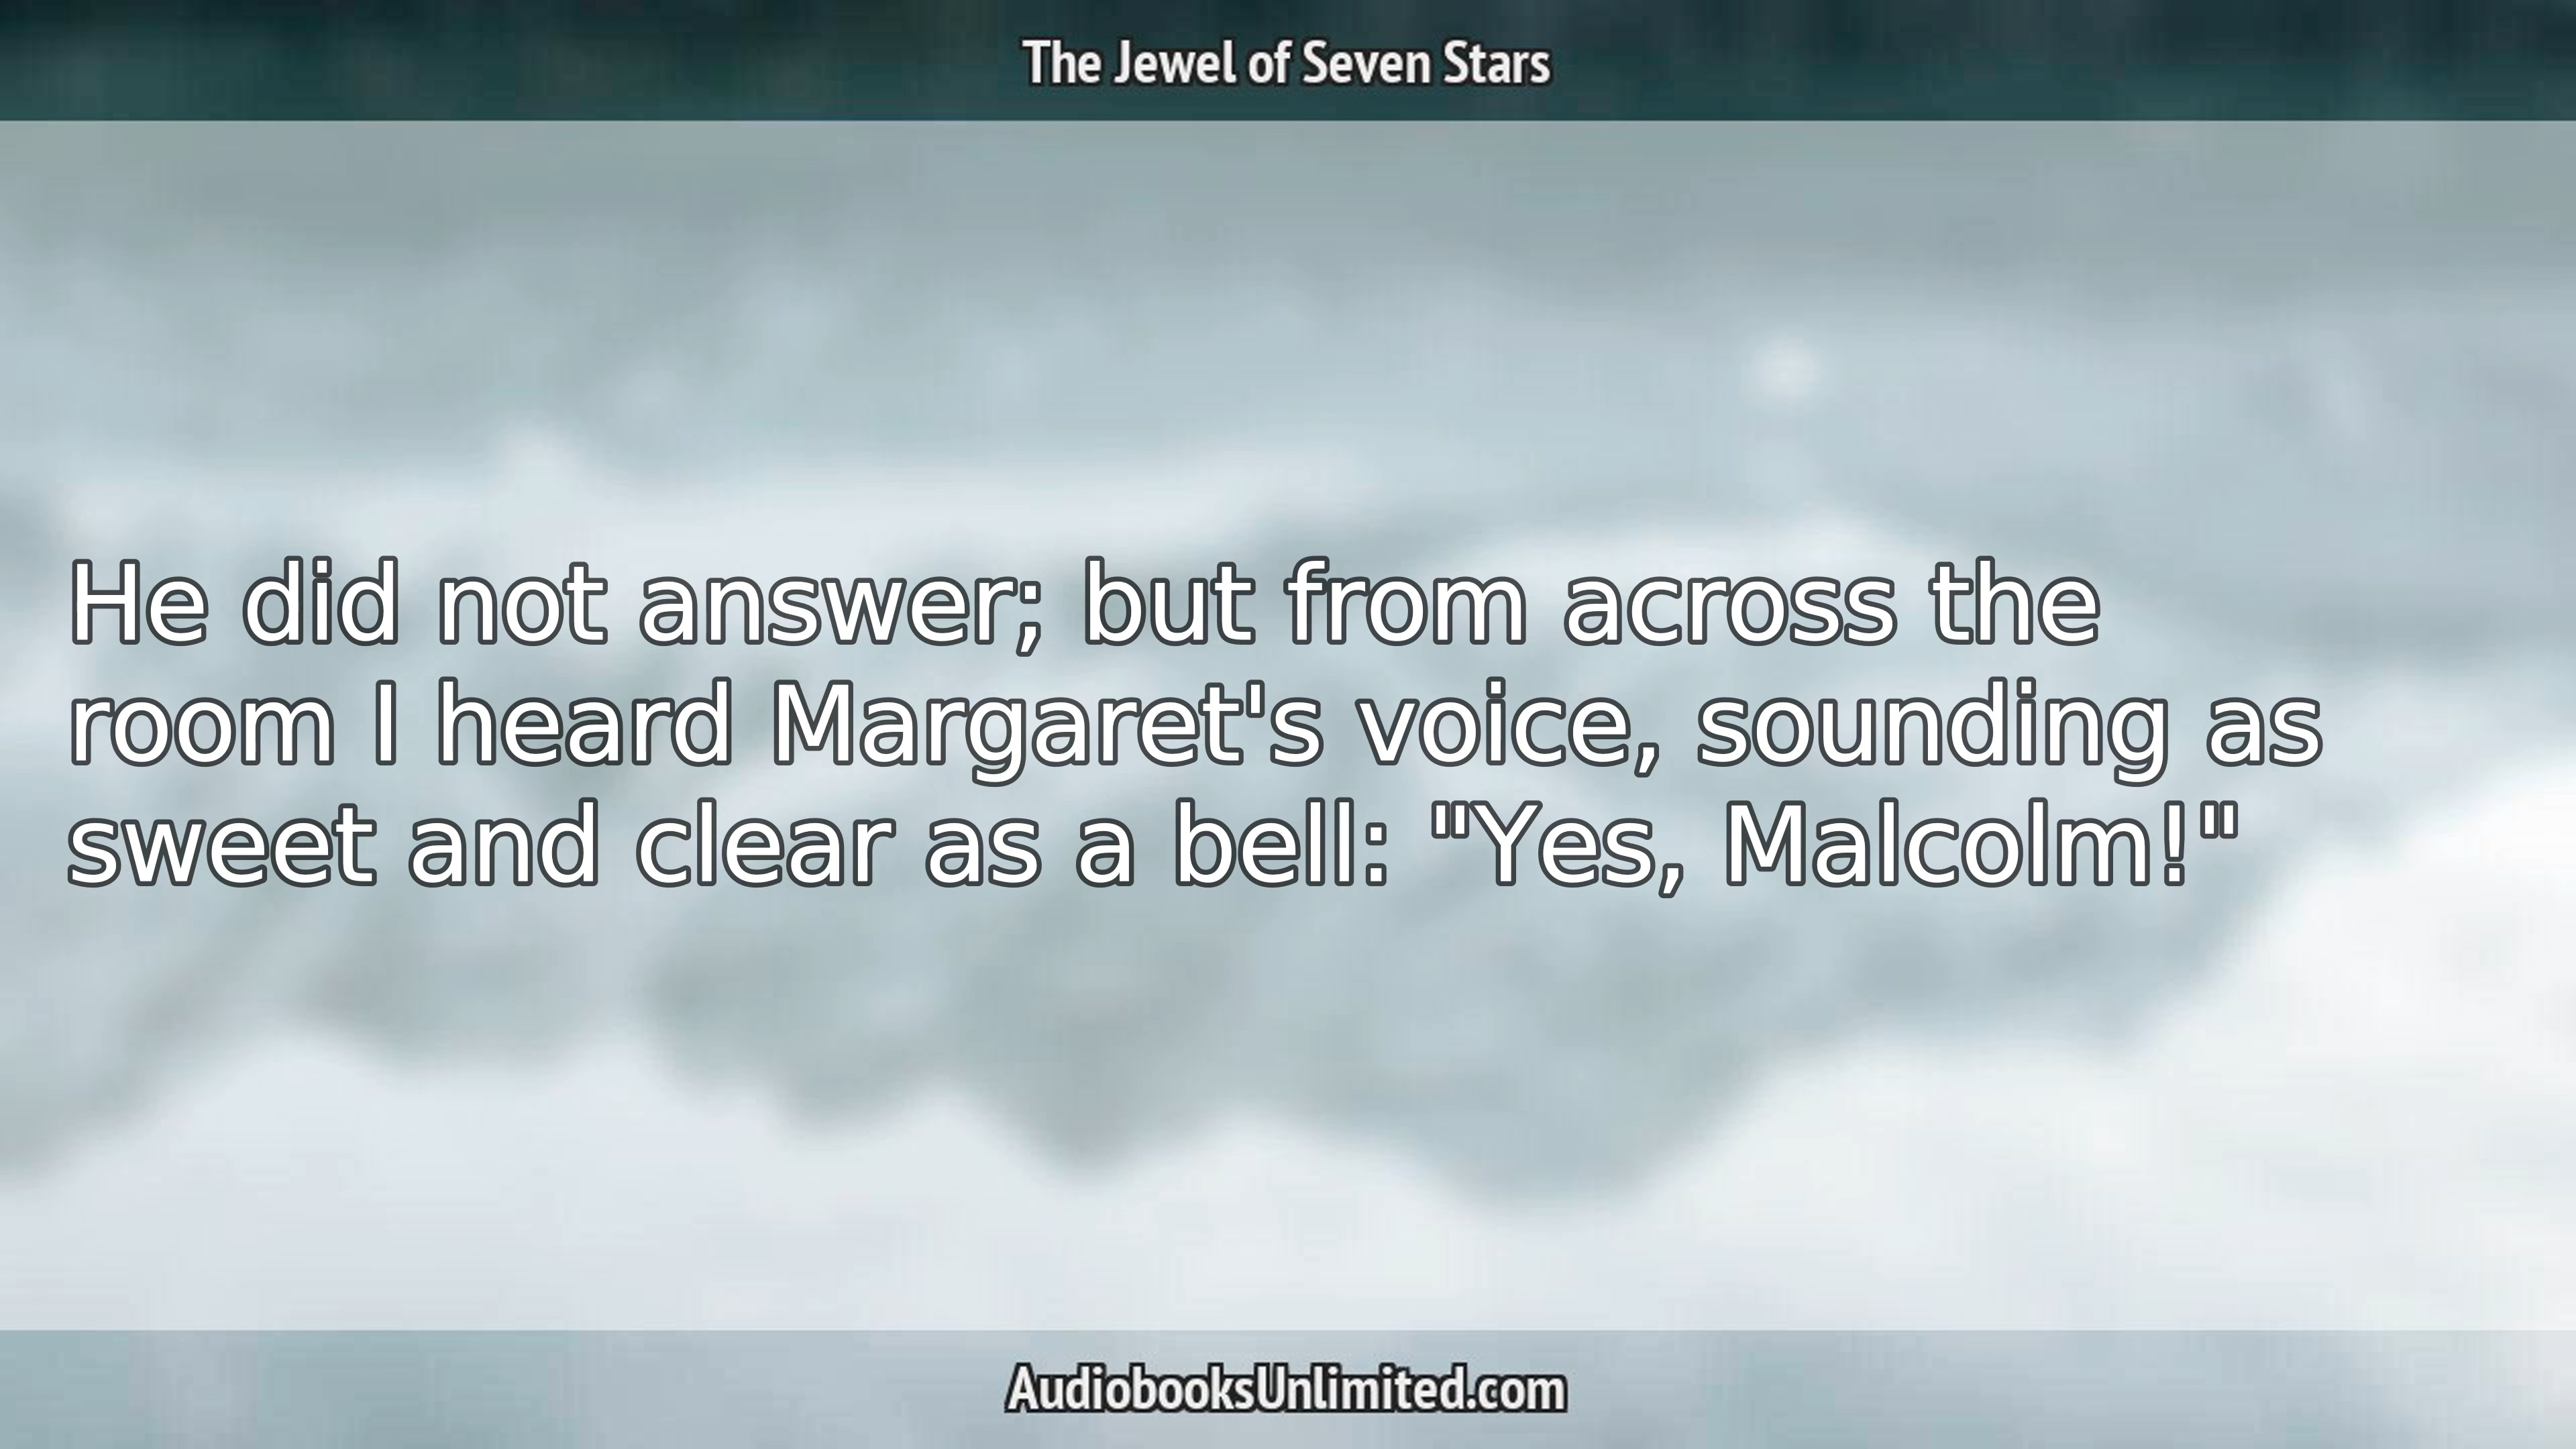 The Jewel of Seven Stars
He did not answer; but from across the
room I heard Margaret's voice, sounding as
sweet and clear as a bell: "Yes, Malcolm!"
AudiobooksUnlimited.com